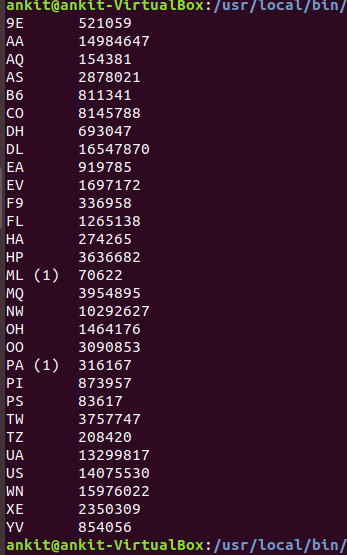 ankit@ankit-VirtualBox:/usr/local/bin/
9E 521059
AA 14984647
AQ 154381
AS 2878021
B6 811341
CO 8145788
DH 693047
DL 16547870
EA 919785
EV 1697172
F9 336958
FL 1265138
HA 274265
HP 3636682
ML (1) 70622
MQ 3954895
NW 10292627
OH 1464176
OO 3090853
PA (1) 316167
PI 873957
PS 83617
TW 3757747
TZ 208420
UA 13299817
US 14075530
WN 15976022
XE 2350309
YV 854056
ankit@ankit-VirtualBox:/usr/local/bin/